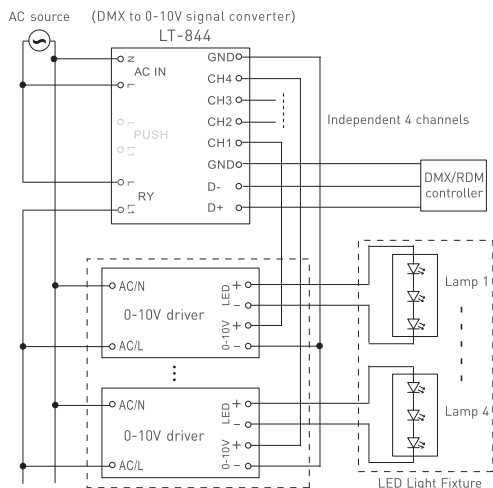 AC source (DMX to 0-10V signal converter)
LT-844
N
AC IN
L
L
PUSH
L1
L
RY
L1
GND
CH4
CH3
CH2
CH1
GND
D-
D+
Independent 4 channels
DMX/RDM
controller
AC/N
0-10V driver
AC/L
LED
+
-
0-10V
+
-
Lamp 1
AC/N
0-10V driver
AC/L
LED
+
-
0-10V
+
-
Lamp 4
LED Light Fixture